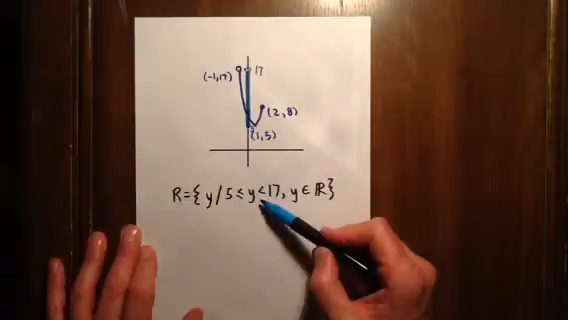 17
(-1,17)
(2,8)
(1,5)
R={y/5≤y<17, y∈ℝ}